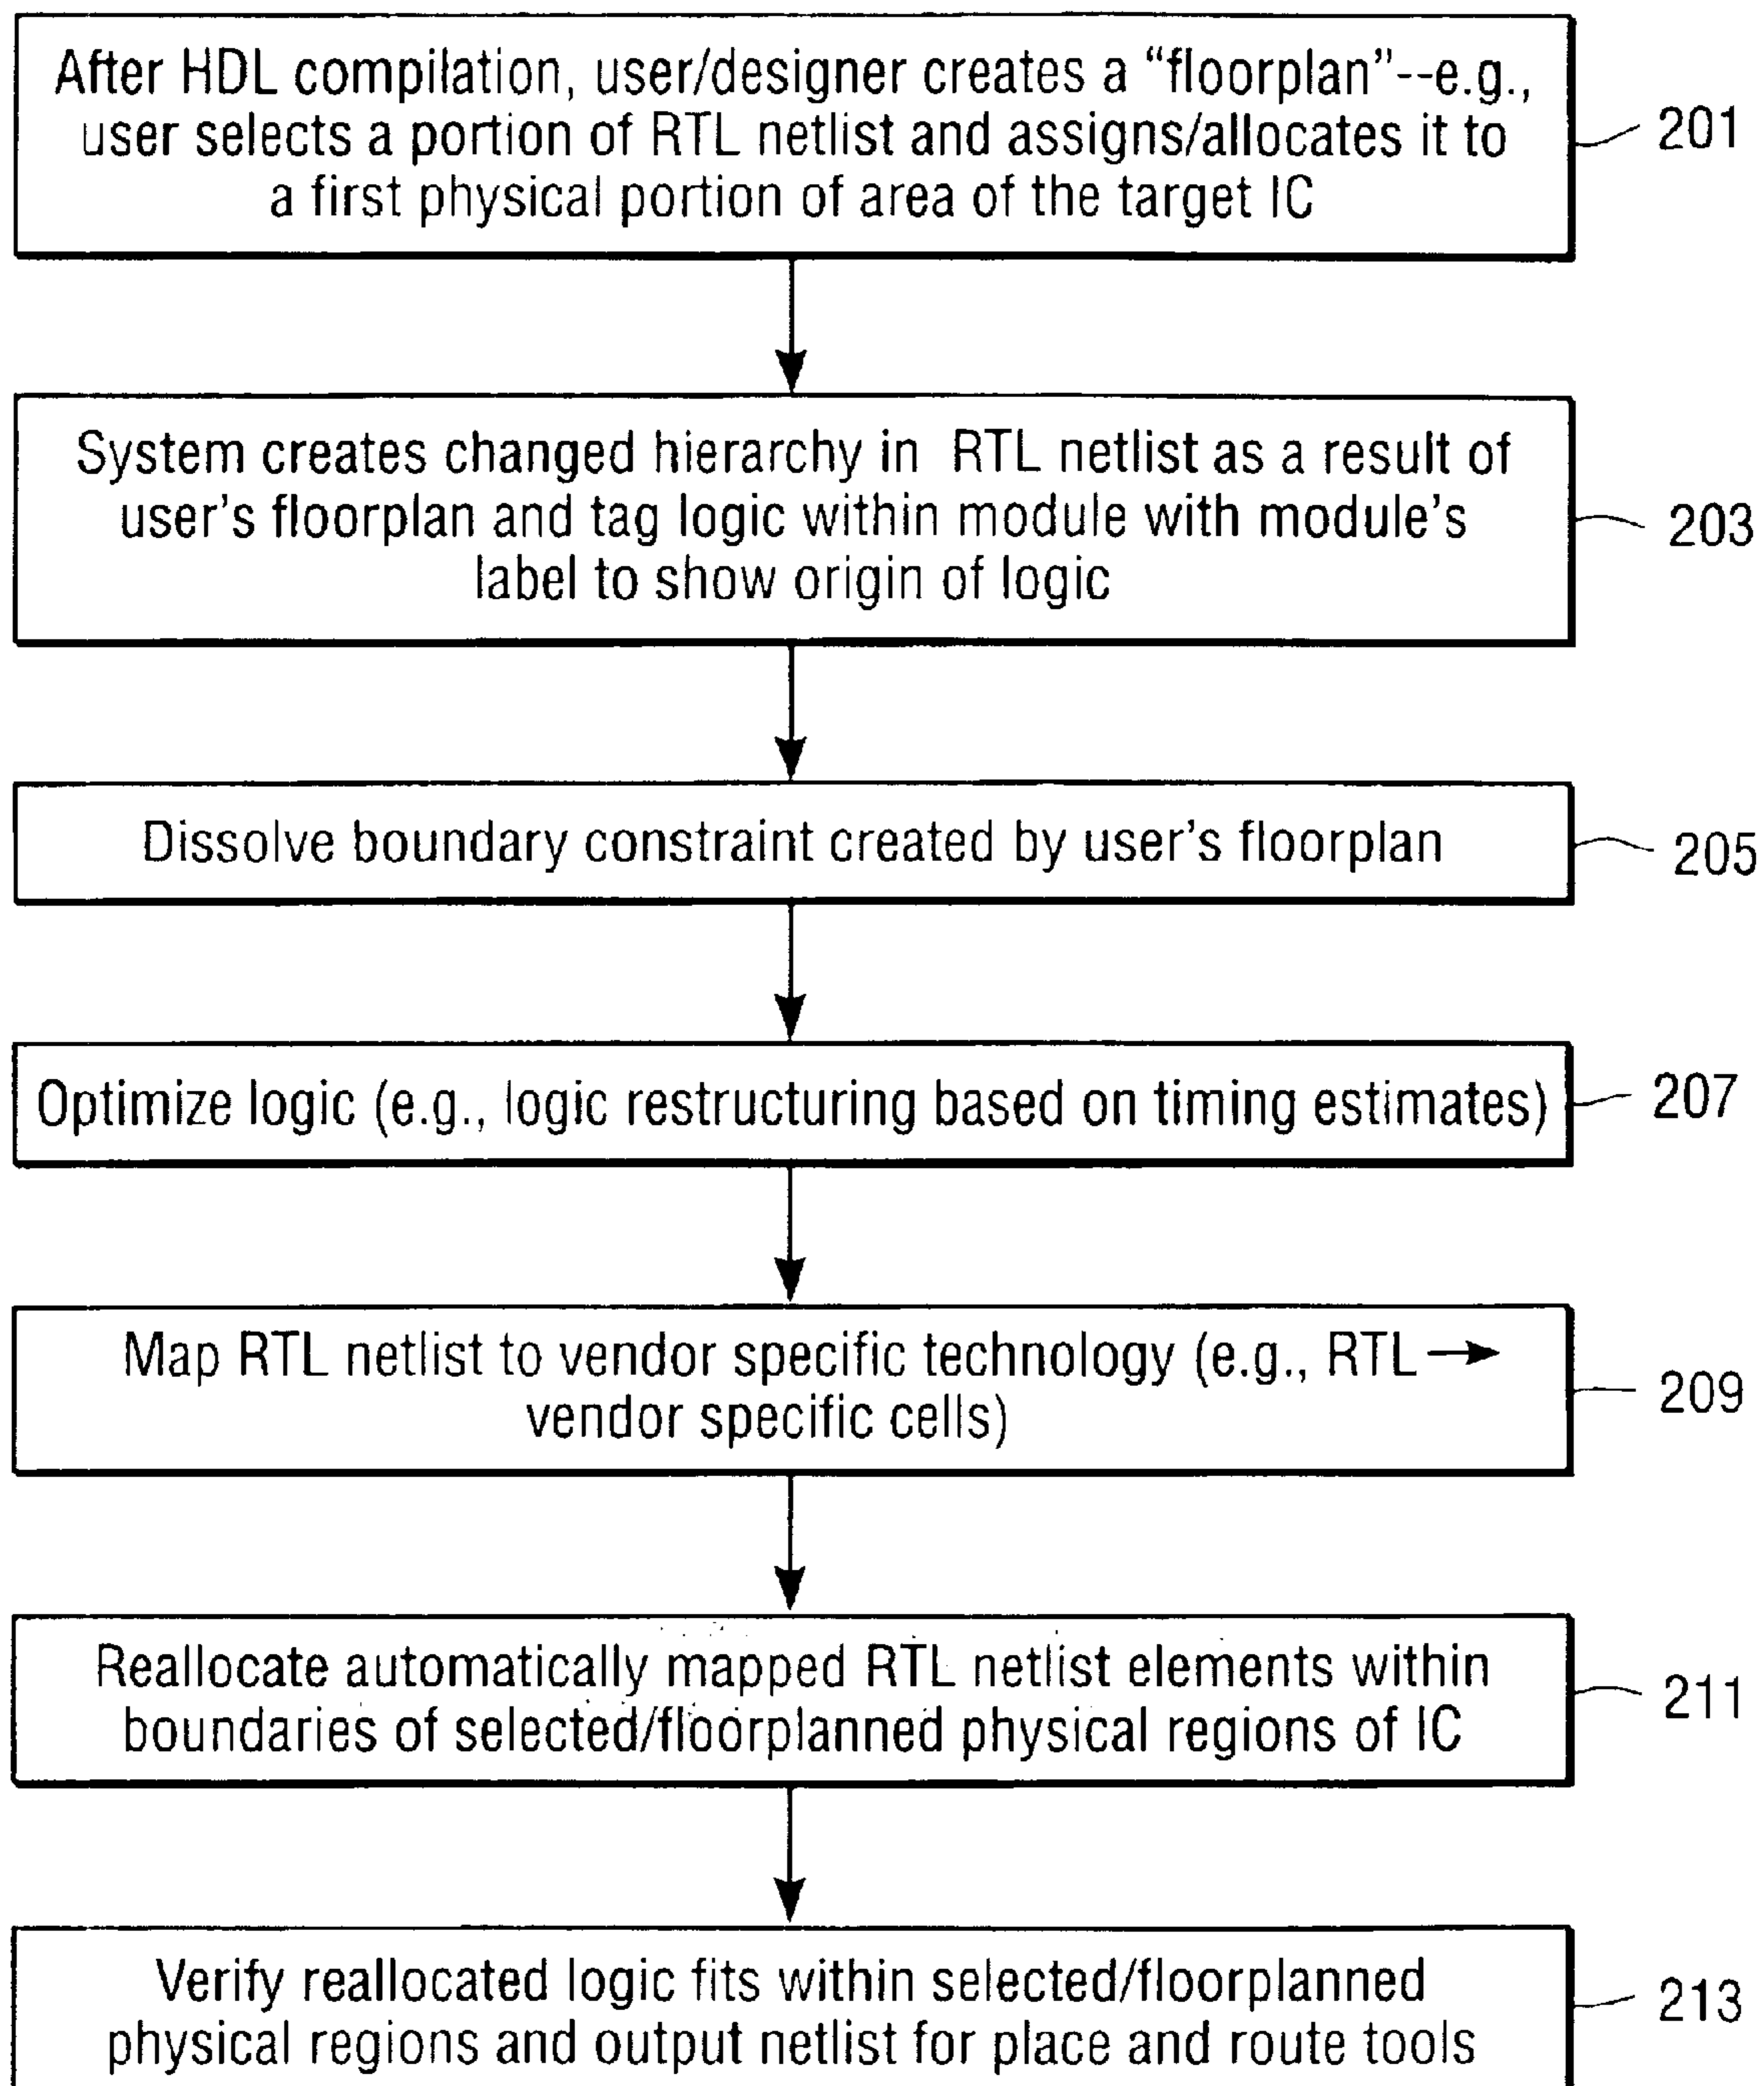 After HDL compilation, user/designer creates a “floorplan”--e.g.,
user selects a portion of RTL netlist and assigns/allocates it to
a first physical portion of area of the target IC
201
System creates changed hierarchy in RTL netlist as a result of
user’s floorplan and tag logic within module with module’s
label to show origin of logic
203
Dissolve boundary constraint created by user’s floorplan
205
Optimize logic (e.g., logic restructuring based on timing estimates)
207
Map RTL netlist to vendor specific technology (e.g., RTL →
vendor specific cells)
209
Reallocate automatically mapped RTL netlist elements within
boundaries of selected/floorplanned physical regions of IC
211
Verify reallocated logic fits within selected/floorplanned
physical regions and output netlist for place and route tools
213